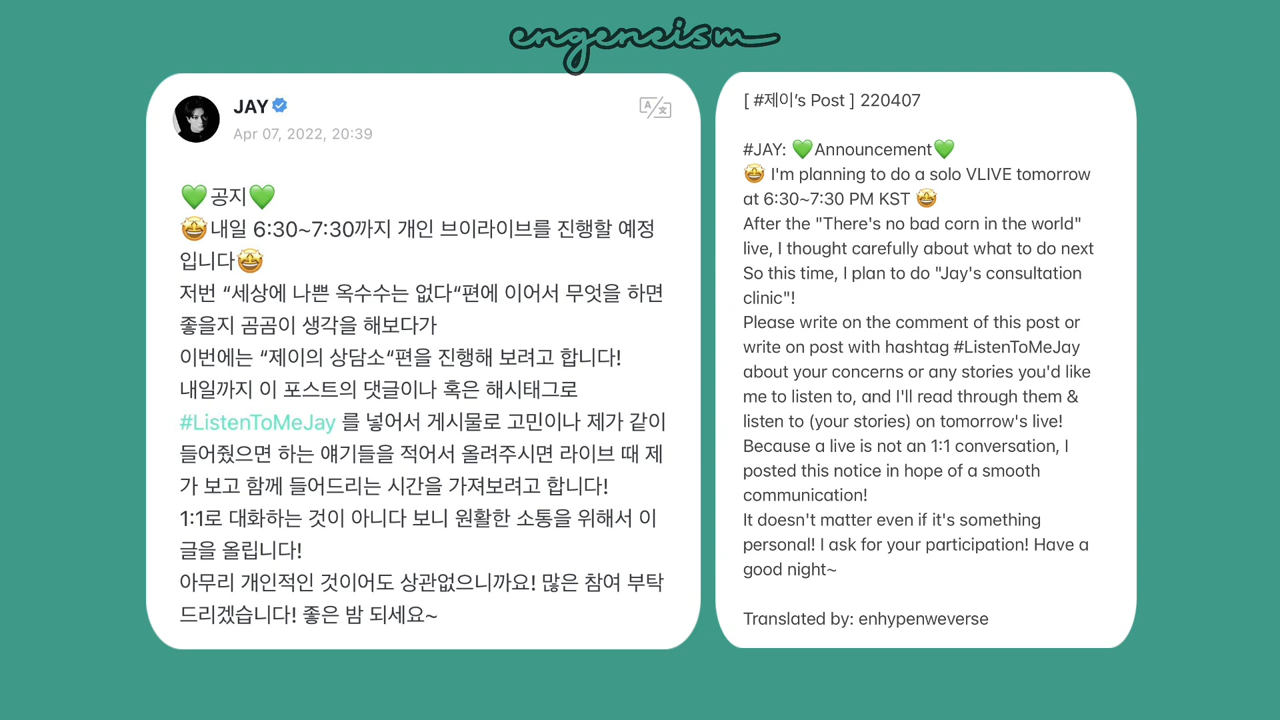 engeneism
JAY
Apr 07, 2022, 20:39
💚공지💚
🤩내일 6:30~7:30까지 개인 브이라이브를 진행할 예정
입니다🤩
저번 “세상에 나쁜 옥수수는 없다“편에 이어서 무엇을 하면
좋을지 곰곰이 생각을 해보다가
이번에는 “제이의 상담소“편을 진행해 보려고 합니다!
내일까지 이 포스트의 댓글이나 혹은 해시태그로
#ListenToMeJay 를 넣어서 게시물로 고민이나 제가 같이
들어줬으면 하는 얘기들을 적어서 올려주시면 라이브 때 제
가 보고 함께 들어드리는 시간을 가져보려고 합니다!
1:1로 대화하는 것이 아니다 보니 원활한 소통을 위해서 이
글을 올립니다!
아무리 개인적인 것이어도 상관없으니까요! 많은 참여 부탁
드리겠습니다! 좋은 밤 되세요~
[ #제이’s Post ] 220407
#JAY: 💚Announcement💚
🤩 I'm planning to do a solo VLIVE tomorrow
at 6:30~7:30 PM KST 🤩
After the "There's no bad corn in the world"
live, I thought carefully about what to do next
So this time, I plan to do "Jay's consultation
clinic"!
Please write on the comment of this post or
write on post with hashtag #ListenToMeJay
about your concerns or any stories you'd like
me to listen to, and I'll read through them &
listen to (your stories) on tomorrow's live!
Because a live is not an 1:1 conversation, I
posted this notice in hope of a smooth
communication!
It doesn't matter even if it's something
personal! I ask for your participation! Have a
good night~
Translated by: enhypenweverse